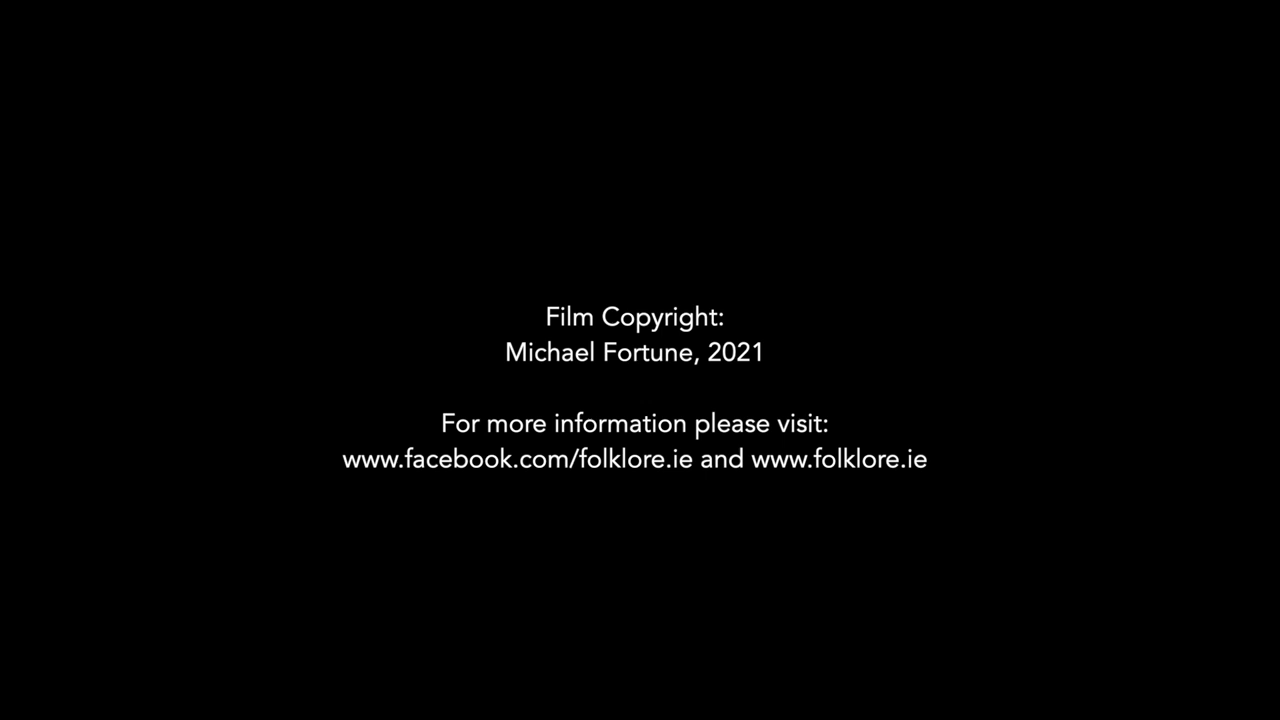 Film Copyright:
Michael Fortune, 2021
For more information please visit:
www.facebook.com/folklore.ie and www.folklore.ie